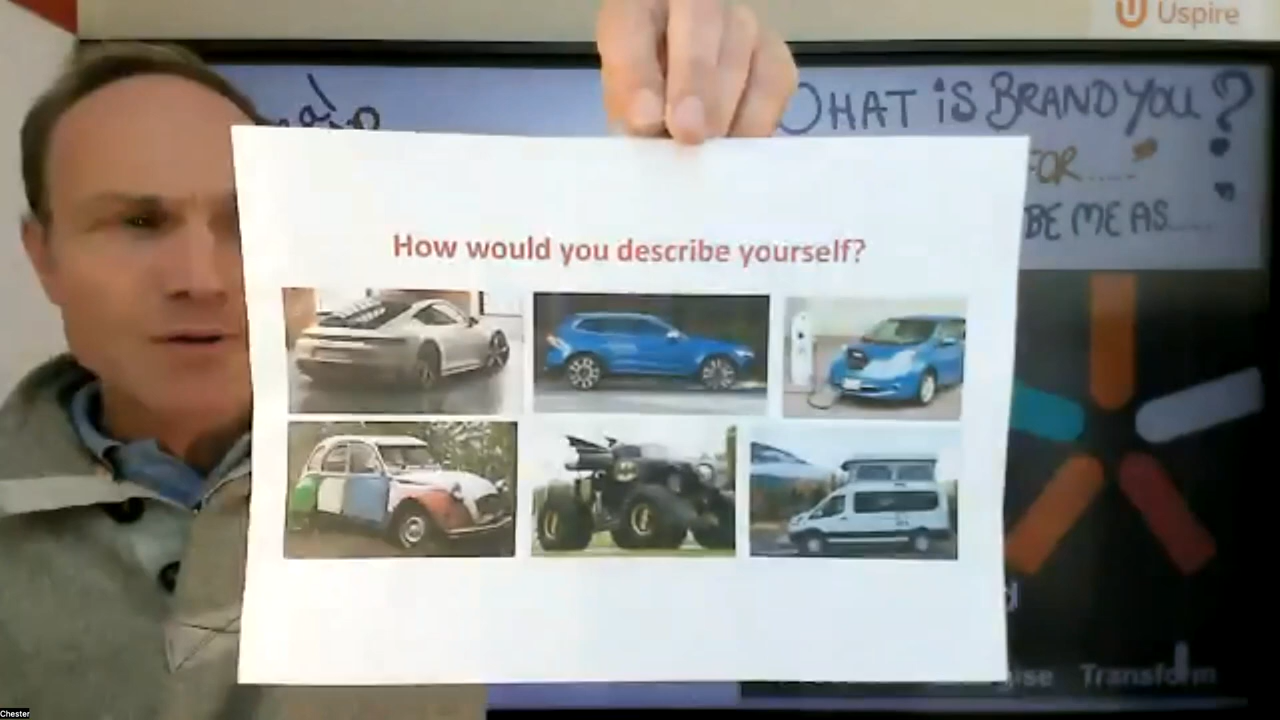 Uspire
WHAT IS BRAND YOU?
FOR....."
BE ME AS....."
How would you describe yourself?
Transform
Chester